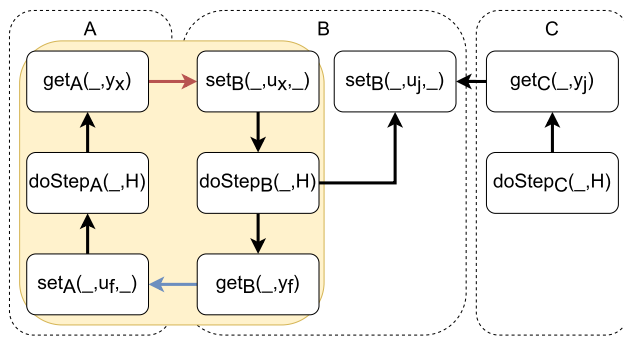 A B C
getA(_,yx) setB(_,ux,_) setB(_,uj,_) getC(_,yj)
doStepA(_,H) doStepB(_,H) doStepC(_,H)
setA(_,uf,_) getB(_,yf)